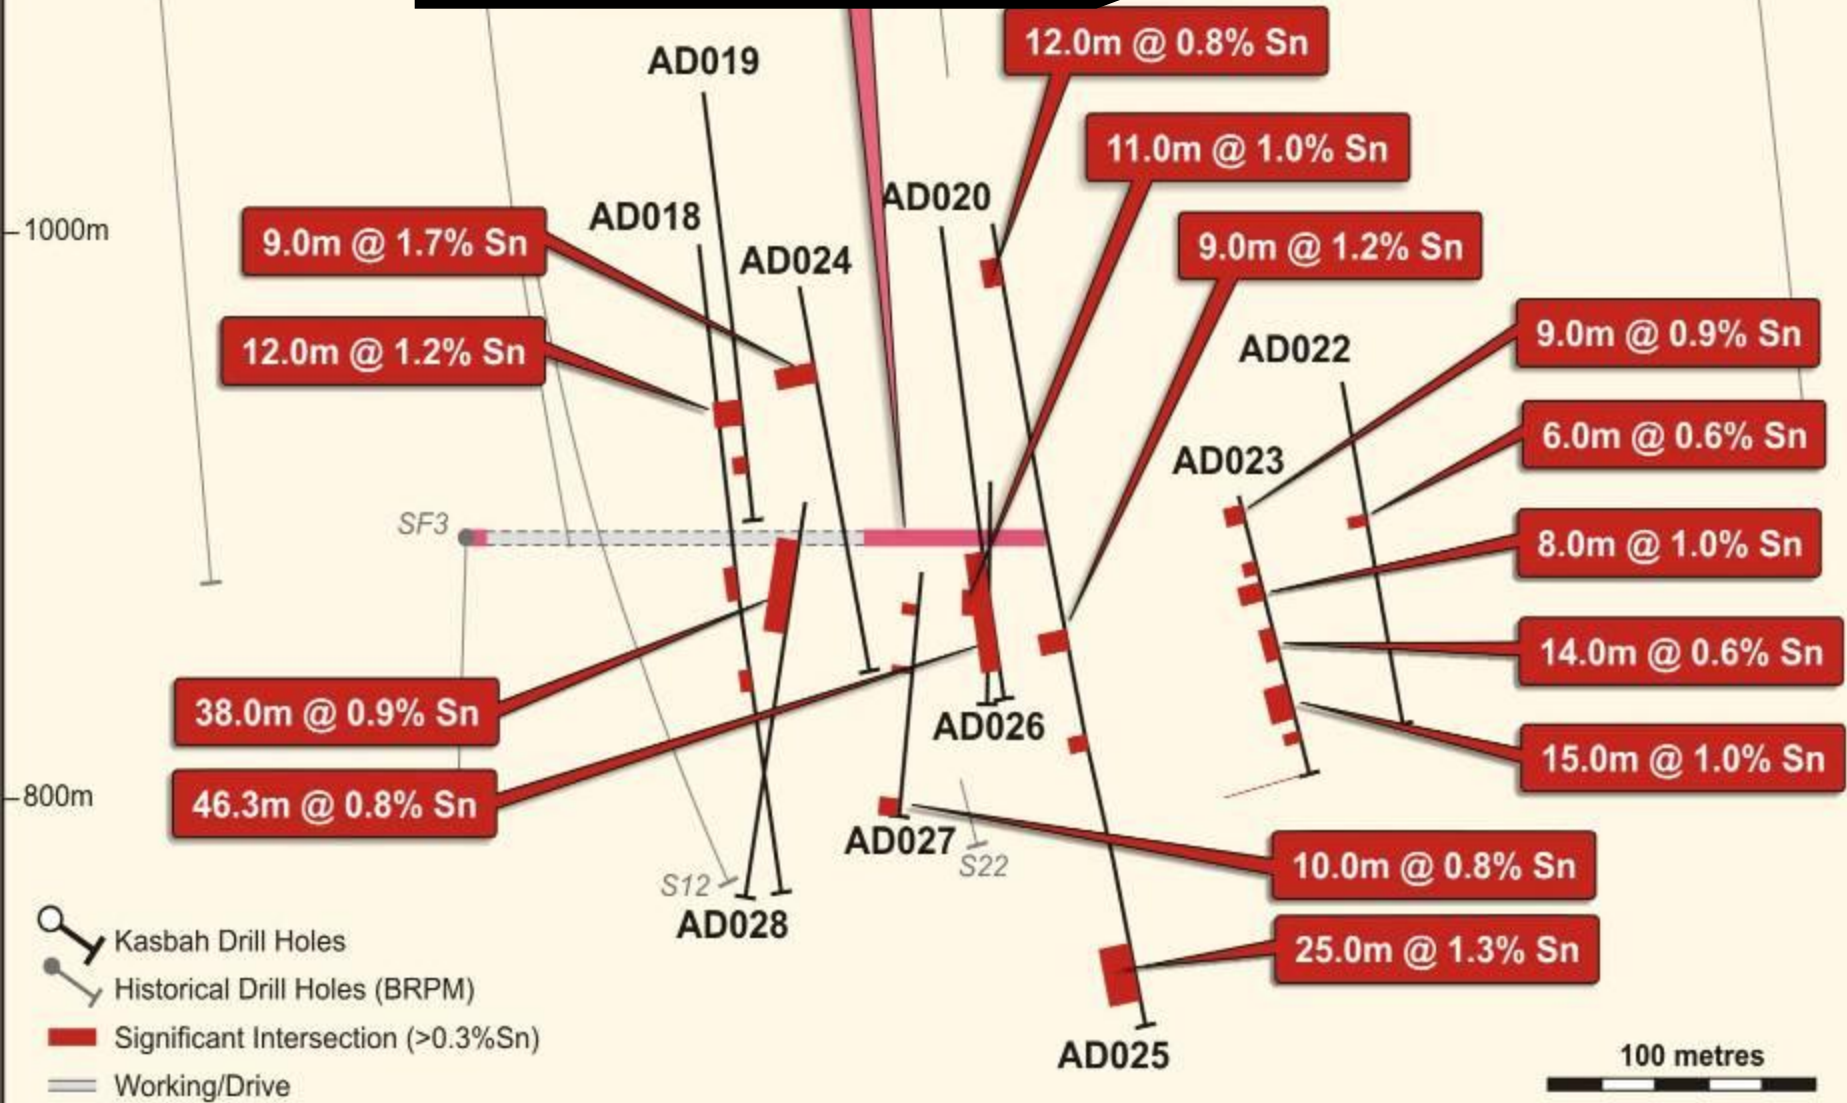 12.0m @ 0.8% Sn
AD019
11.0m @ 1.0% Sn
AD020
AD018
1000m
9.0m @ 1.7% Sn
9.0m @ 1.2% Sn
AD024
9.0m @ 0.9% Sn
12.0m @ 1.2% Sn
AD022
6.0m @ 0.6% Sn
AD023
SF3
8.0m @ 1.0% Sn
14.0m @ 0.6% Sn
38.0m @ 0.9% Sn
AD026
15.0m @ 1.0% Sn
800m
46.3m @ 0.8% Sn
AD027
S22
10.0m @ 0.8% Sn
S12
AD028
25.0m @ 1.3% Sn
AD025
Kasbah Drill Holes
Historical Drill Holes (BRPM)
Significant Intersection (>0.3%Sn)
Working/Drive
100 metres